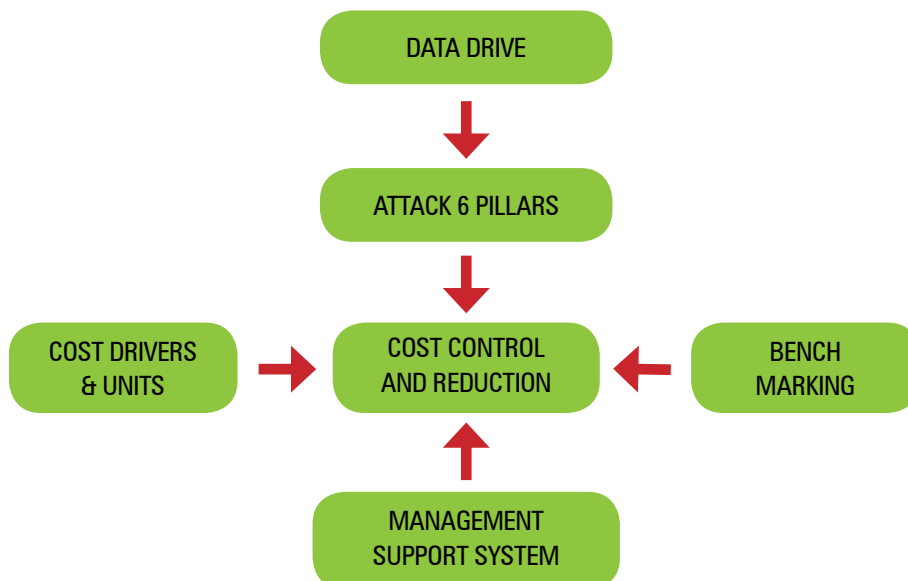 DATA DRIVE
ATTACK 6 PILLARS
COST DRIVERS
& UNITS
COST CONTROL
AND REDUCTION
BENCH
MARKING
MANAGEMENT
SUPPORT SYSTEM